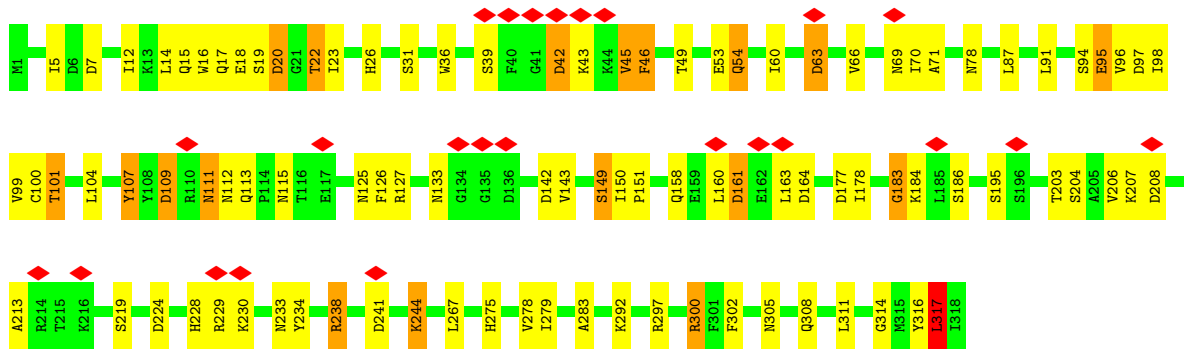 M1 I5 D6 D7 I12 K13 L14 Q15 W16 Q17 E18 S19 D20 G21 T22 I23 H26 S31 W36 S39 F40 G41 D42 K43 K44 V45 F46 T49 E53 Q54 I60 D63 V66 N69 I70 A71 N78 L87 L91 S94 E95 V96 D97 I98
V99 C100 T101 L104 Y107 Y108 D109 R110 N111 N112 Q113 P114 N115 T116 E117 N125 F126 R127 N133 G134 G135 D136 D142 V143 S149 I150 P151 Q158 E159 L160 D161 E162 L163 D164 D177 I178 G183 K184 L185 S186 S195 S196 T203 S204 A205 V206 K207 D208
A213 R214 T215 K216 S219 D224 H228 R229 K230 N233 Y234 R238 D241 K244 L267 H275 V278 I279 A283 K292 R297 R300 F301 F302 N305 Q308 L311 G314 M315 Y316 L317 I318